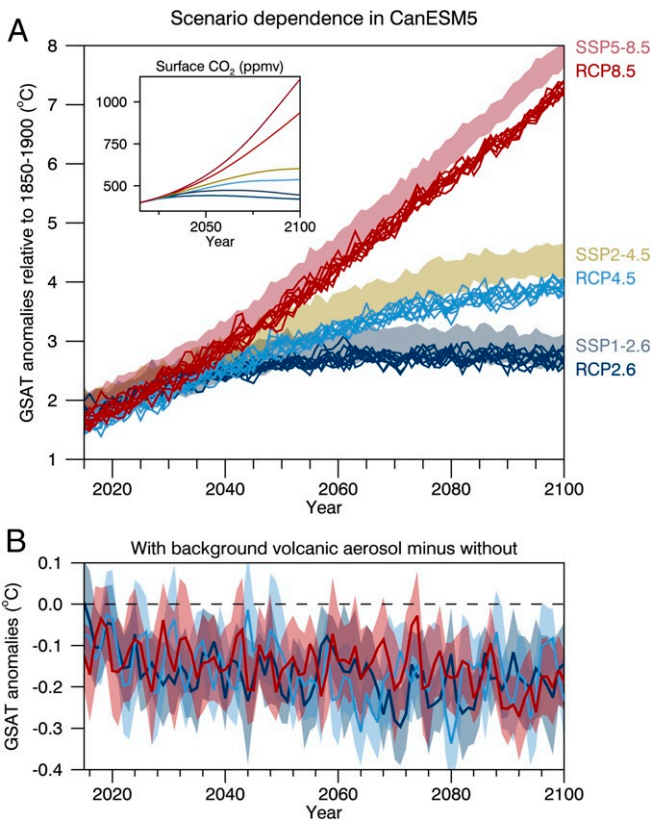 Scenario dependence in CanESM5
A
GSAT anomalies relative to 1850-1900 (°C)
8
7
6
5
4
3
2
1
Surface CO₂ (ppmv)
1000
750
500
2050
2100
Year
SSP5-8.5
RCP8.5
SSP2-4.5
RCP4.5
SSP1-2.6
RCP2.6
2020
2040
2060
2080
2100
Year
B
With background volcanic aerosol minus without
GSAT anomalies (°C)
0.1
0.0
-0.1
-0.2
-0.3
-0.4
2020
2040
2060
2080
2100
Year